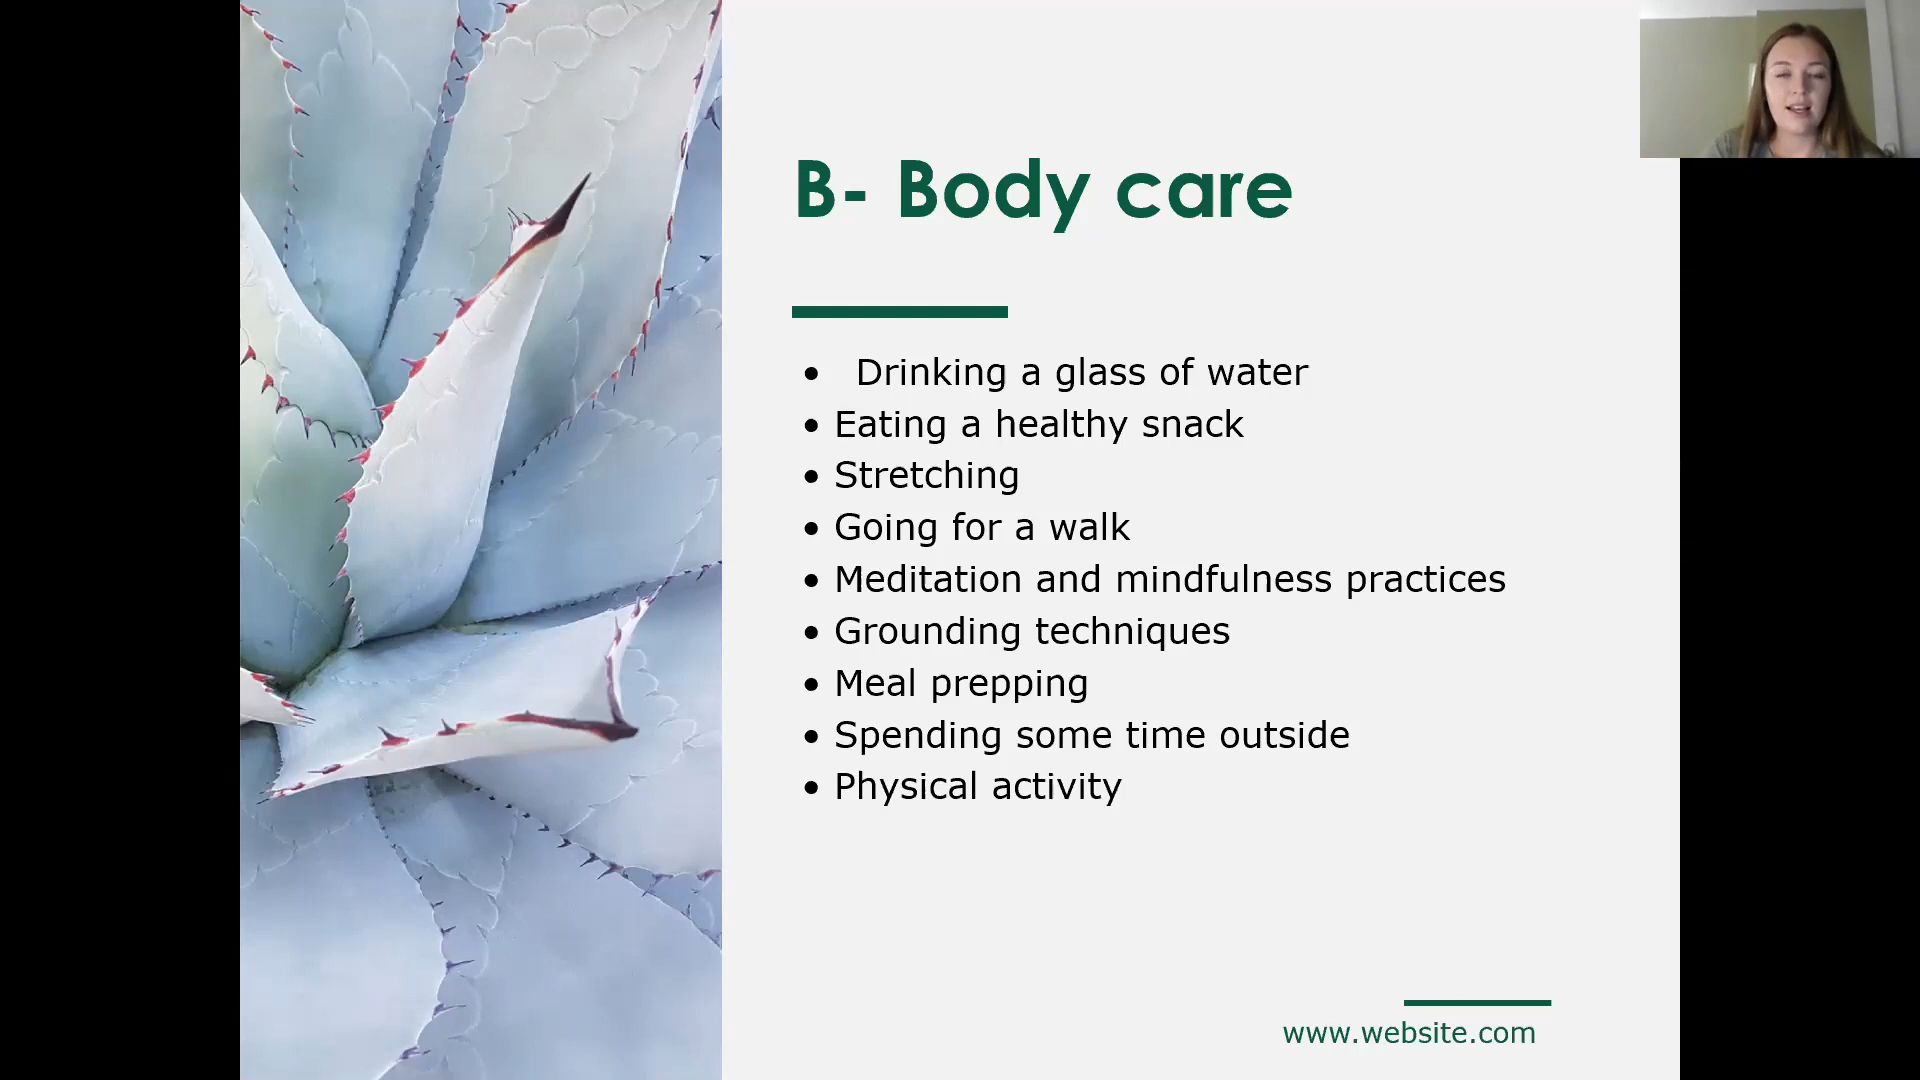 B- Body care
• Drinking a glass of water
• Eating a healthy snack
• Stretching
• Going for a walk
• Meditation and mindfulness practices
• Grounding techniques
• Meal prepping
• Spending some time outside
• Physical activity
www.website.com